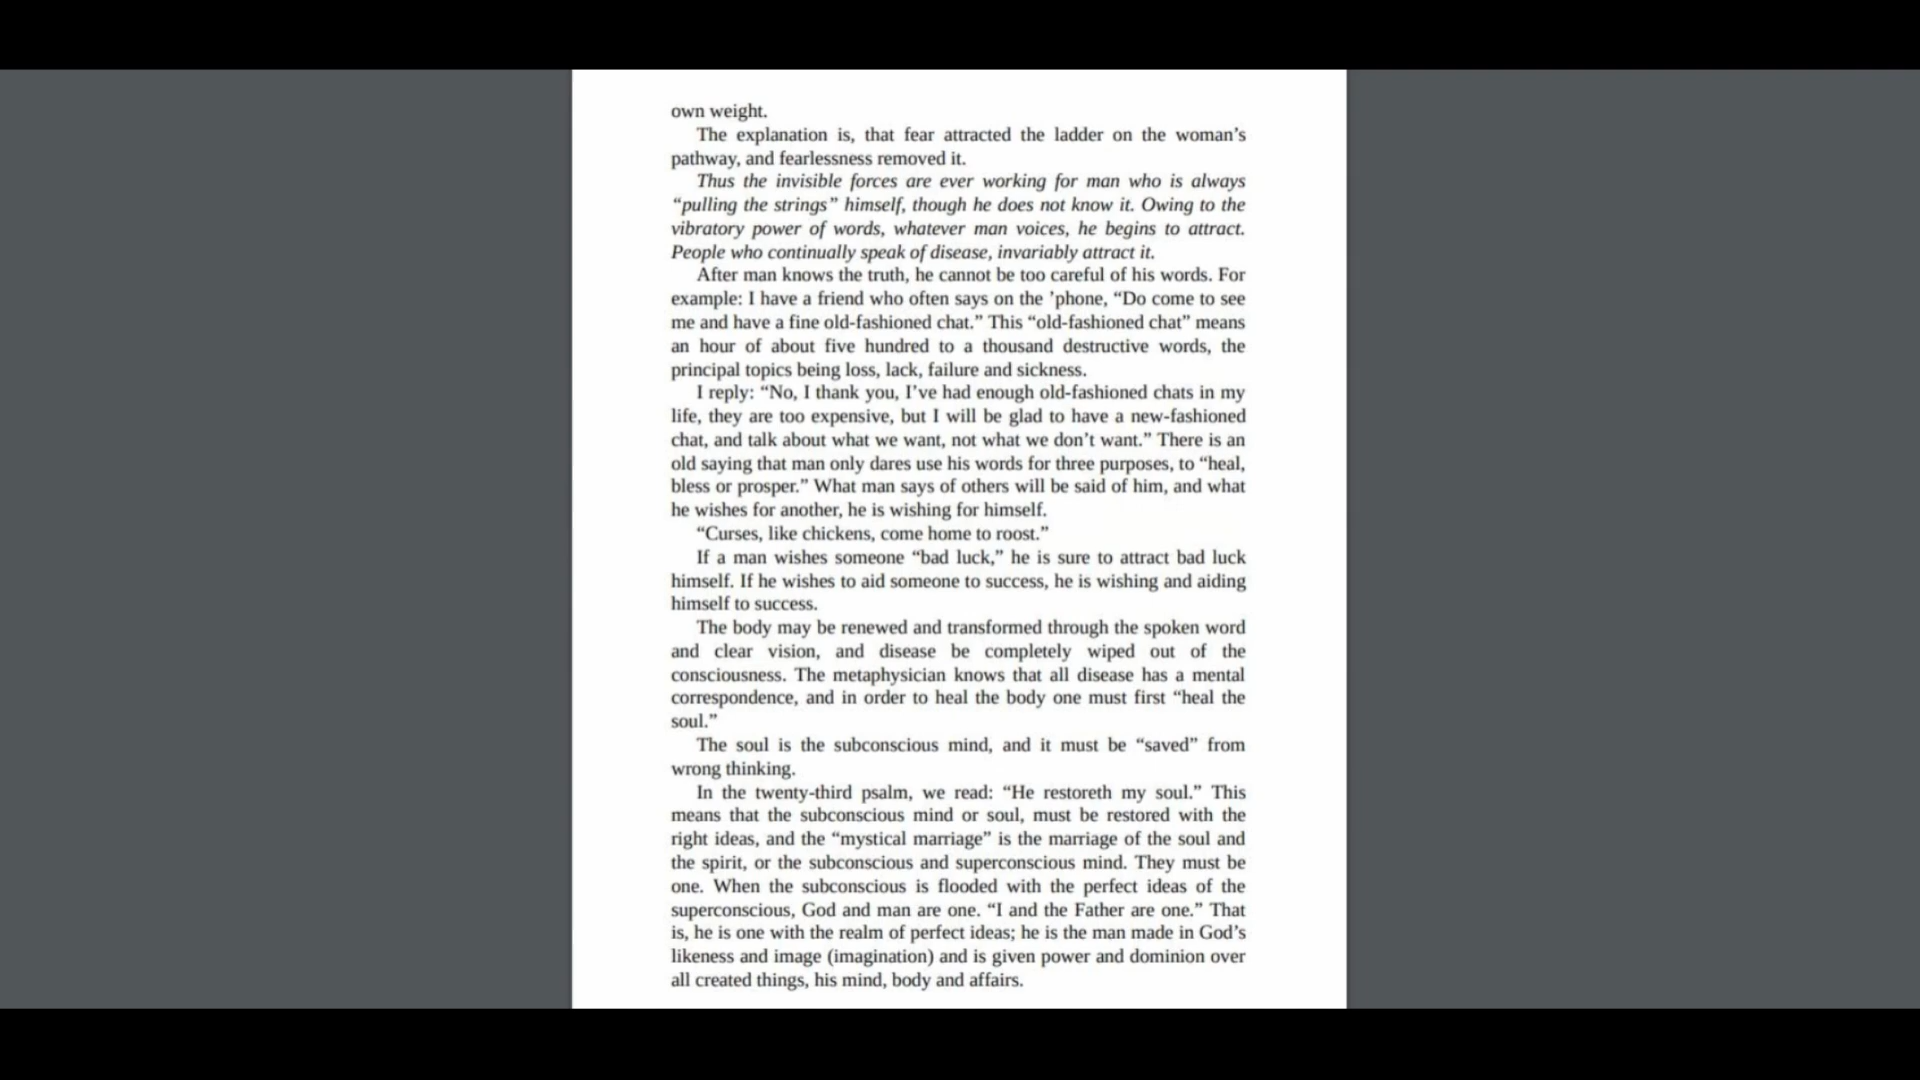 own weight.
The explanation is, that fear attracted the ladder on the woman’s
pathway, and fearlessness removed it.
Thus the invisible forces are ever working for man who is always
“pulling the strings” himself, though he does not know it. Owing to the
vibratory power of words, whatever man voices, he begins to attract.
People who continually speak of disease, invariably attract it.
After man knows the truth, he cannot be too careful of his words. For
example: I have a friend who often says on the ’phone, “Do come to see
me and have a fine old-fashioned chat.” This “old-fashioned chat” means
an hour of about five hundred to a thousand destructive words, the
principal topics being loss, lack, failure and sickness.
I reply: “No, I thank you, I’ve had enough old-fashioned chats in my
life, they are too expensive, but I will be glad to have a new-fashioned
chat, and talk about what we want, not what we don’t want.” There is an
old saying that man only dares use his words for three purposes, to “heal,
bless or prosper.” What man says of others will be said of him, and what
he wishes for another, he is wishing for himself.
“Curses, like chickens, come home to roost.”
If a man wishes someone “bad luck,” he is sure to attract bad luck
himself. If he wishes to aid someone to success, he is wishing and aiding
himself to success.
The body may be renewed and transformed through the spoken word
and clear vision, and disease be completely wiped out of the
consciousness. The metaphysician knows that all disease has a mental
correspondence, and in order to heal the body one must first “heal the
soul.”
The soul is the subconscious mind, and it must be “saved” from
wrong thinking.
In the twenty-third psalm, we read: “He restoreth my soul.” This
means that the subconscious mind or soul, must be restored with the
right ideas, and the “mystical marriage” is the marriage of the soul and
the spirit, or the subconscious and superconscious mind. They must be
one. When the subconscious is flooded with the perfect ideas of the
superconscious, God and man are one. “I and the Father are one.” That
is, he is one with the realm of perfect ideas; he is the man made in God’s
likeness and image (imagination) and is given power and dominion over
all created things, his mind, body and affairs.